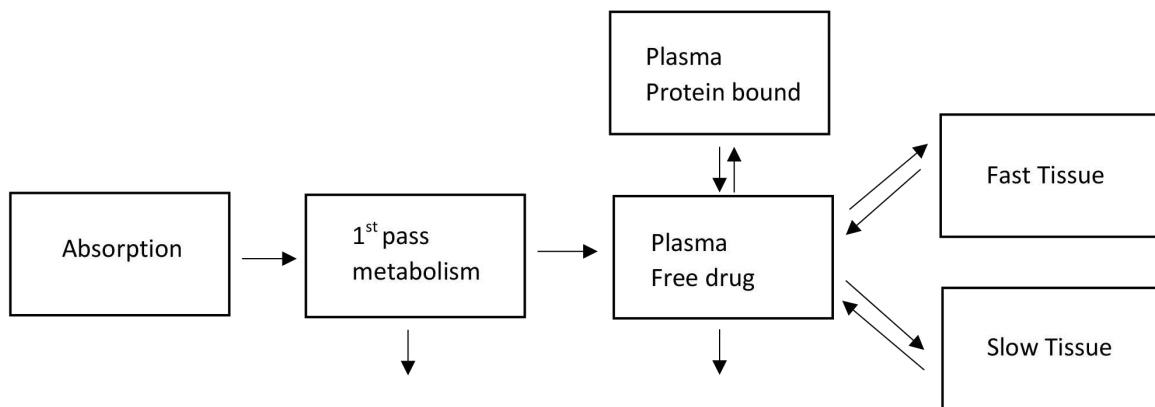 Plasma
Protein bound
Fast Tissue
Absorption
1st pass
metabolism
Plasma
Free drug
Slow Tissue